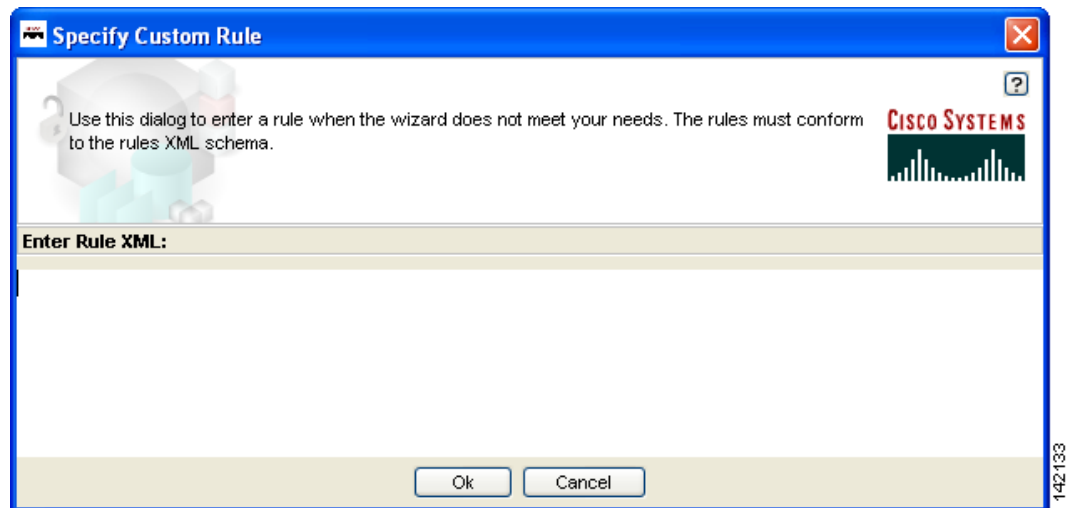 Specify Custom Rule
?
Use this dialog to enter a rule when the wizard does not meet your needs. The rules must conform
to the rules XML schema.
CISCO SYSTEMS
Enter Rule XML:
Ok
Cancel
142133